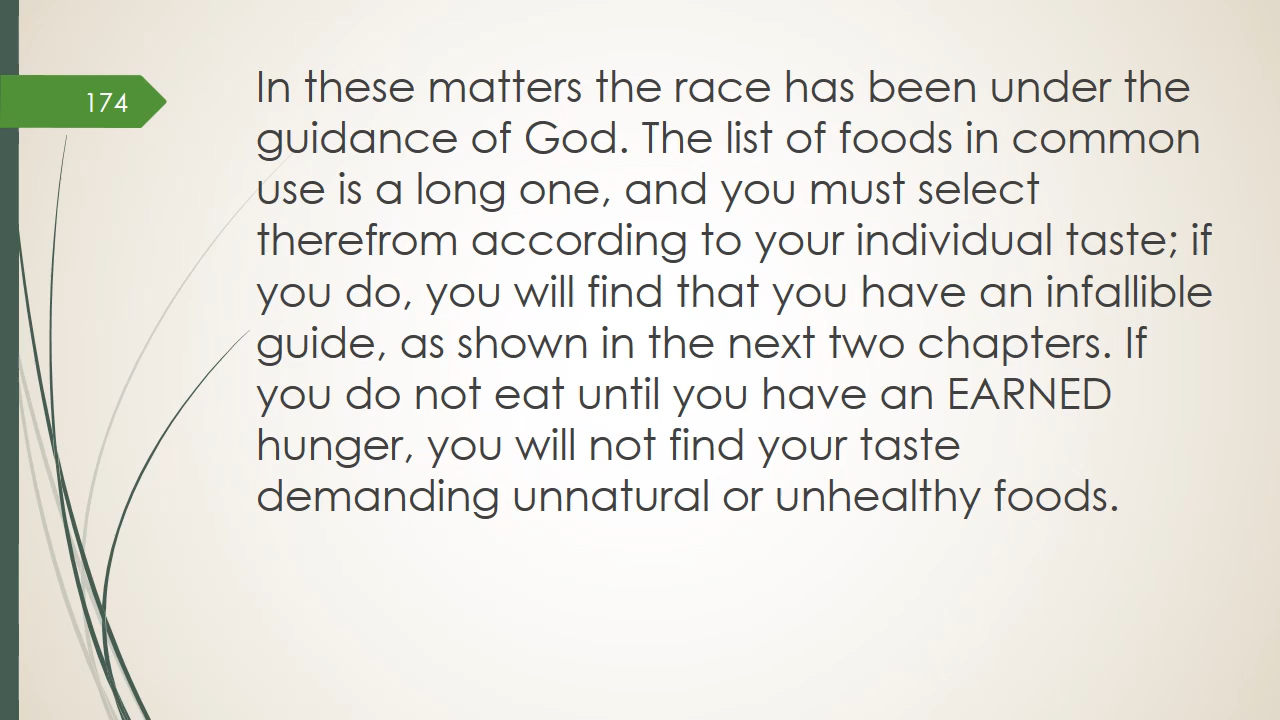 174
In these matters the race has been under the
guidance of God. The list of foods in common
use is a long one, and you must select
therefrom according to your individual taste; if
you do, you will find that you have an infallible
guide, as shown in the next two chapters. If
you do not eat until you have an EARNED
hunger, you will not find your taste
demanding unnatural or unhealthy foods.